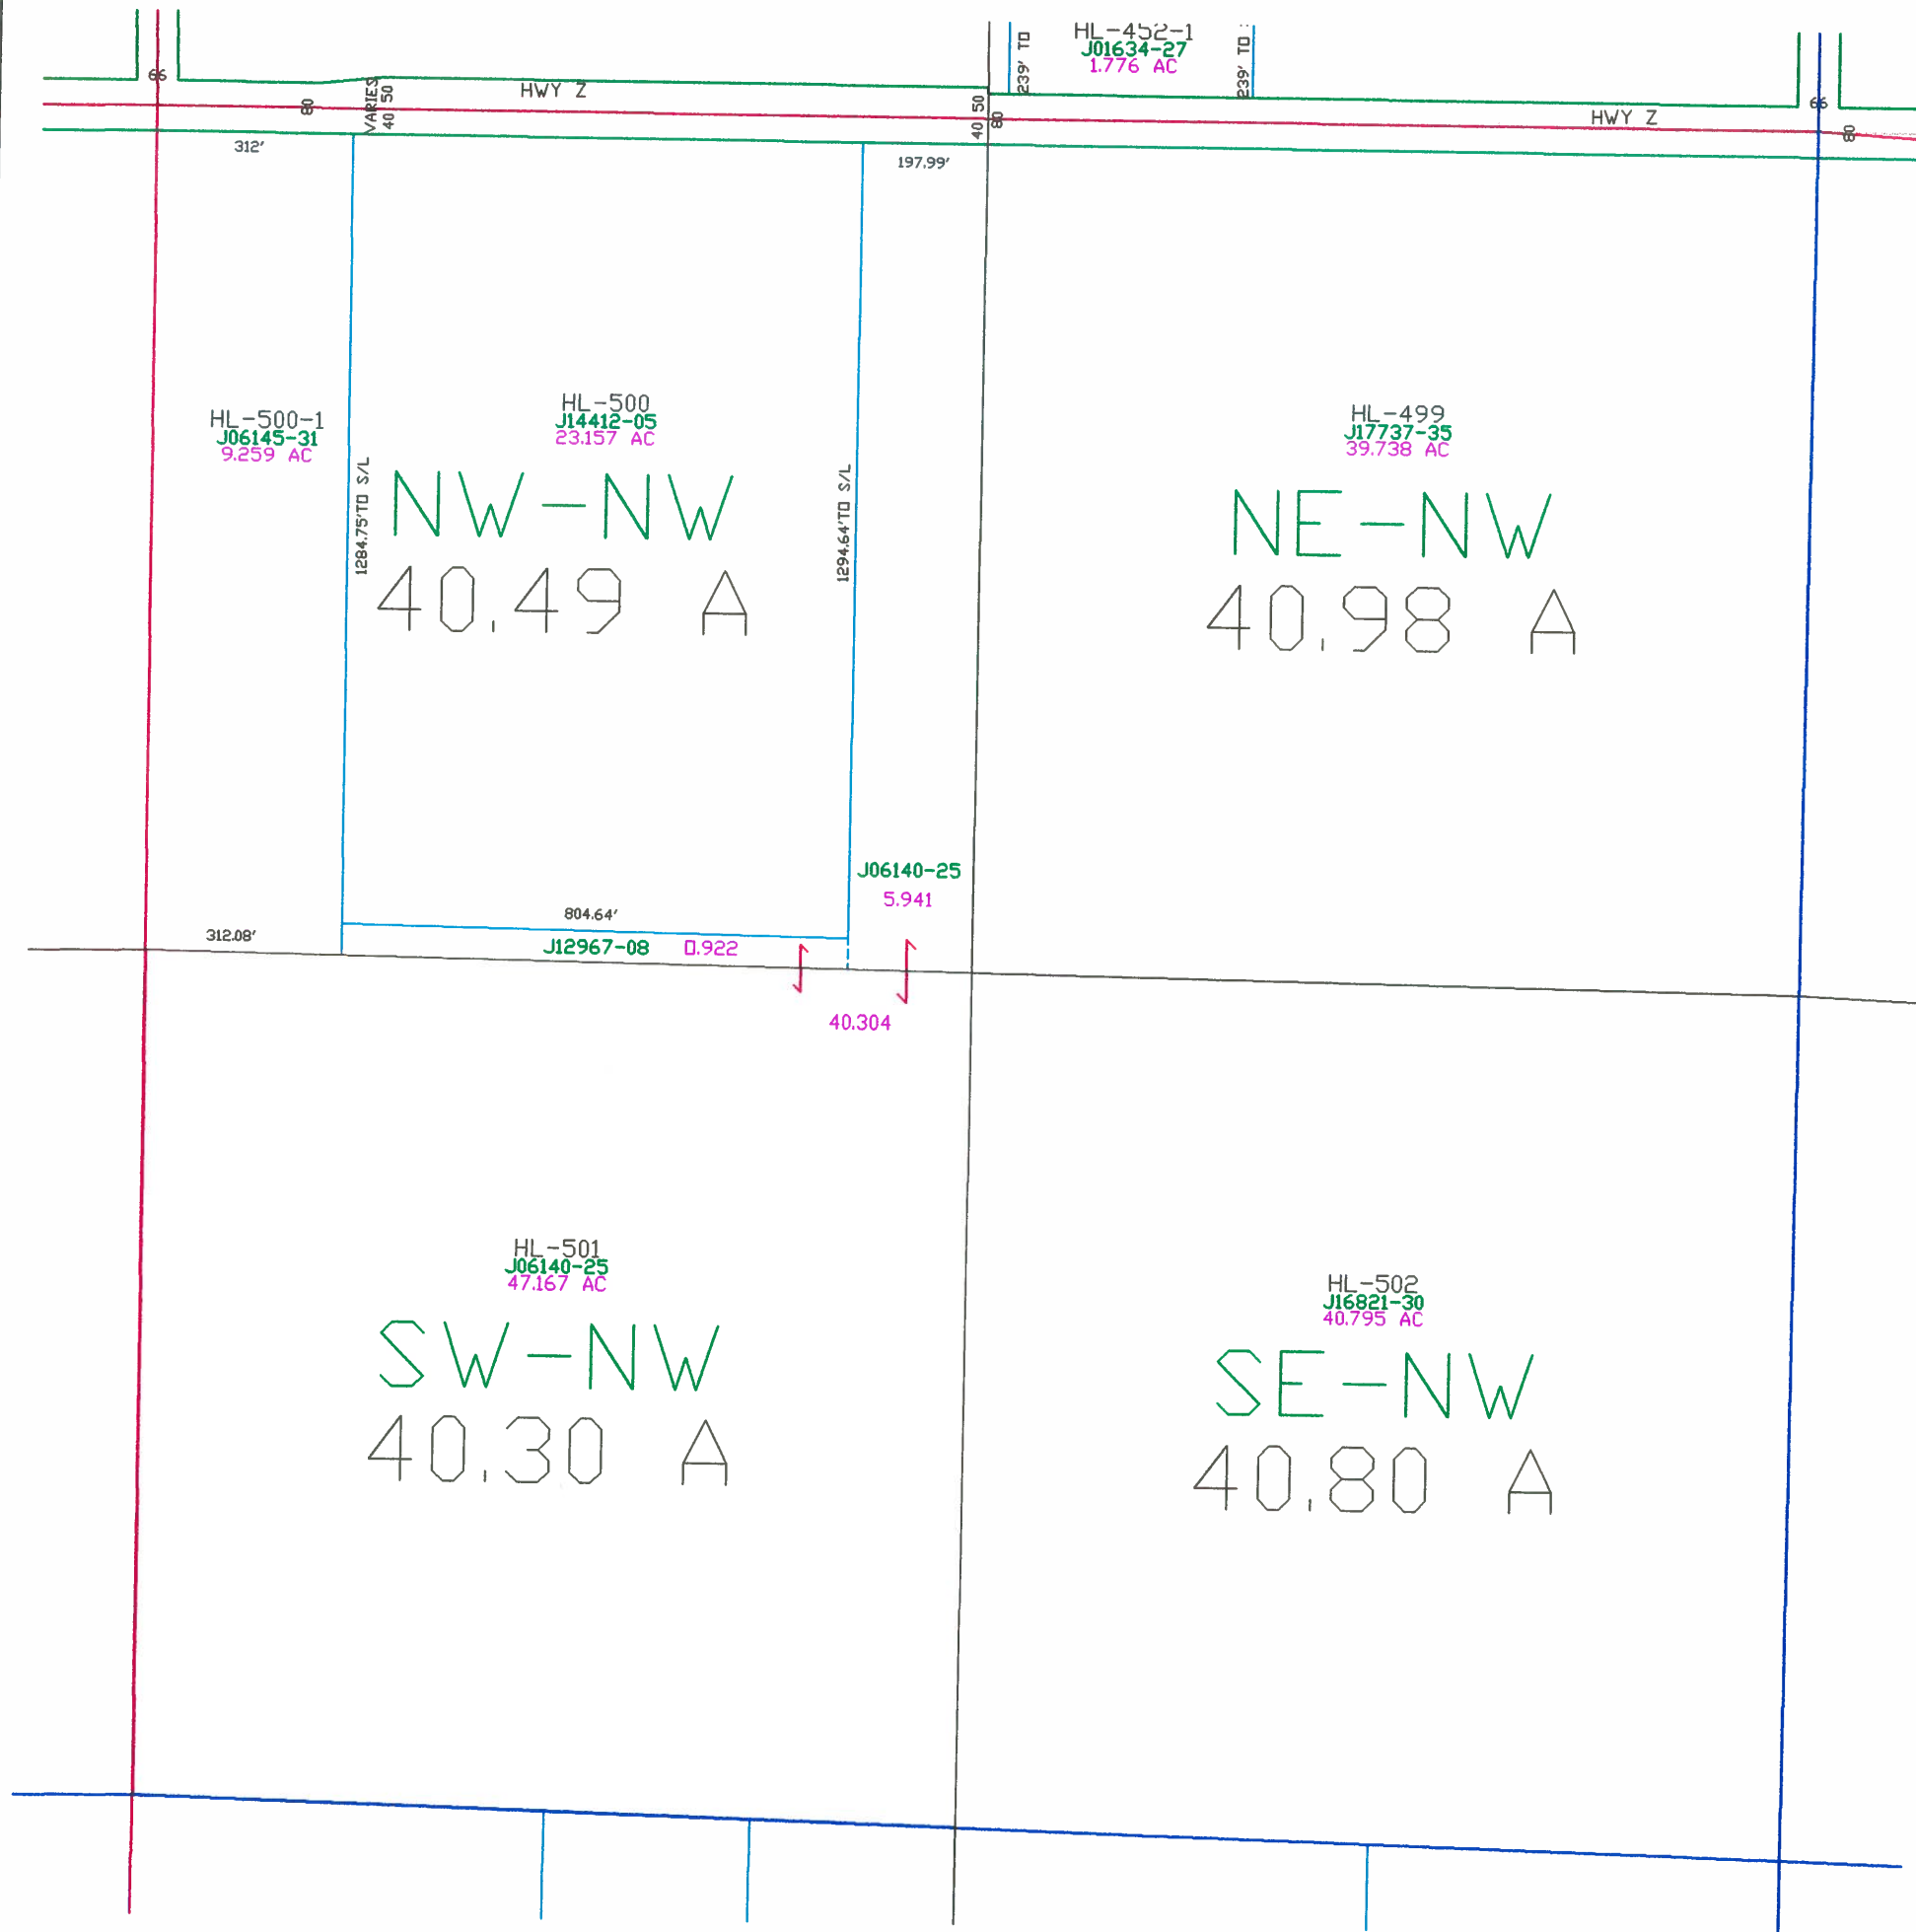 HL-452-1
J01634-27
1.776 AC
239' TO
239' TO
66
HWY Z
80
VARIES
40 50
40 50
80
HWY Z
66
80
312'
197.99'
HL-500-1
J06145-31
9.259 AC
HL-500
J14412-05
23.157 AC
HL-499
J17737-35
39.738 AC
1284.75'TO S/L
1294.64'TO S/L
NW-NW
40.49 A
NE-NW
40.98 A
J06140-25
5.941
804.64'
312.08'
J12967-08 0.922
40.304
HL-501
J06140-25
47.167 AC
HL-502
J16821-30
40.795 AC
SW-NW
40.30 A
SE-NW
40.80 A